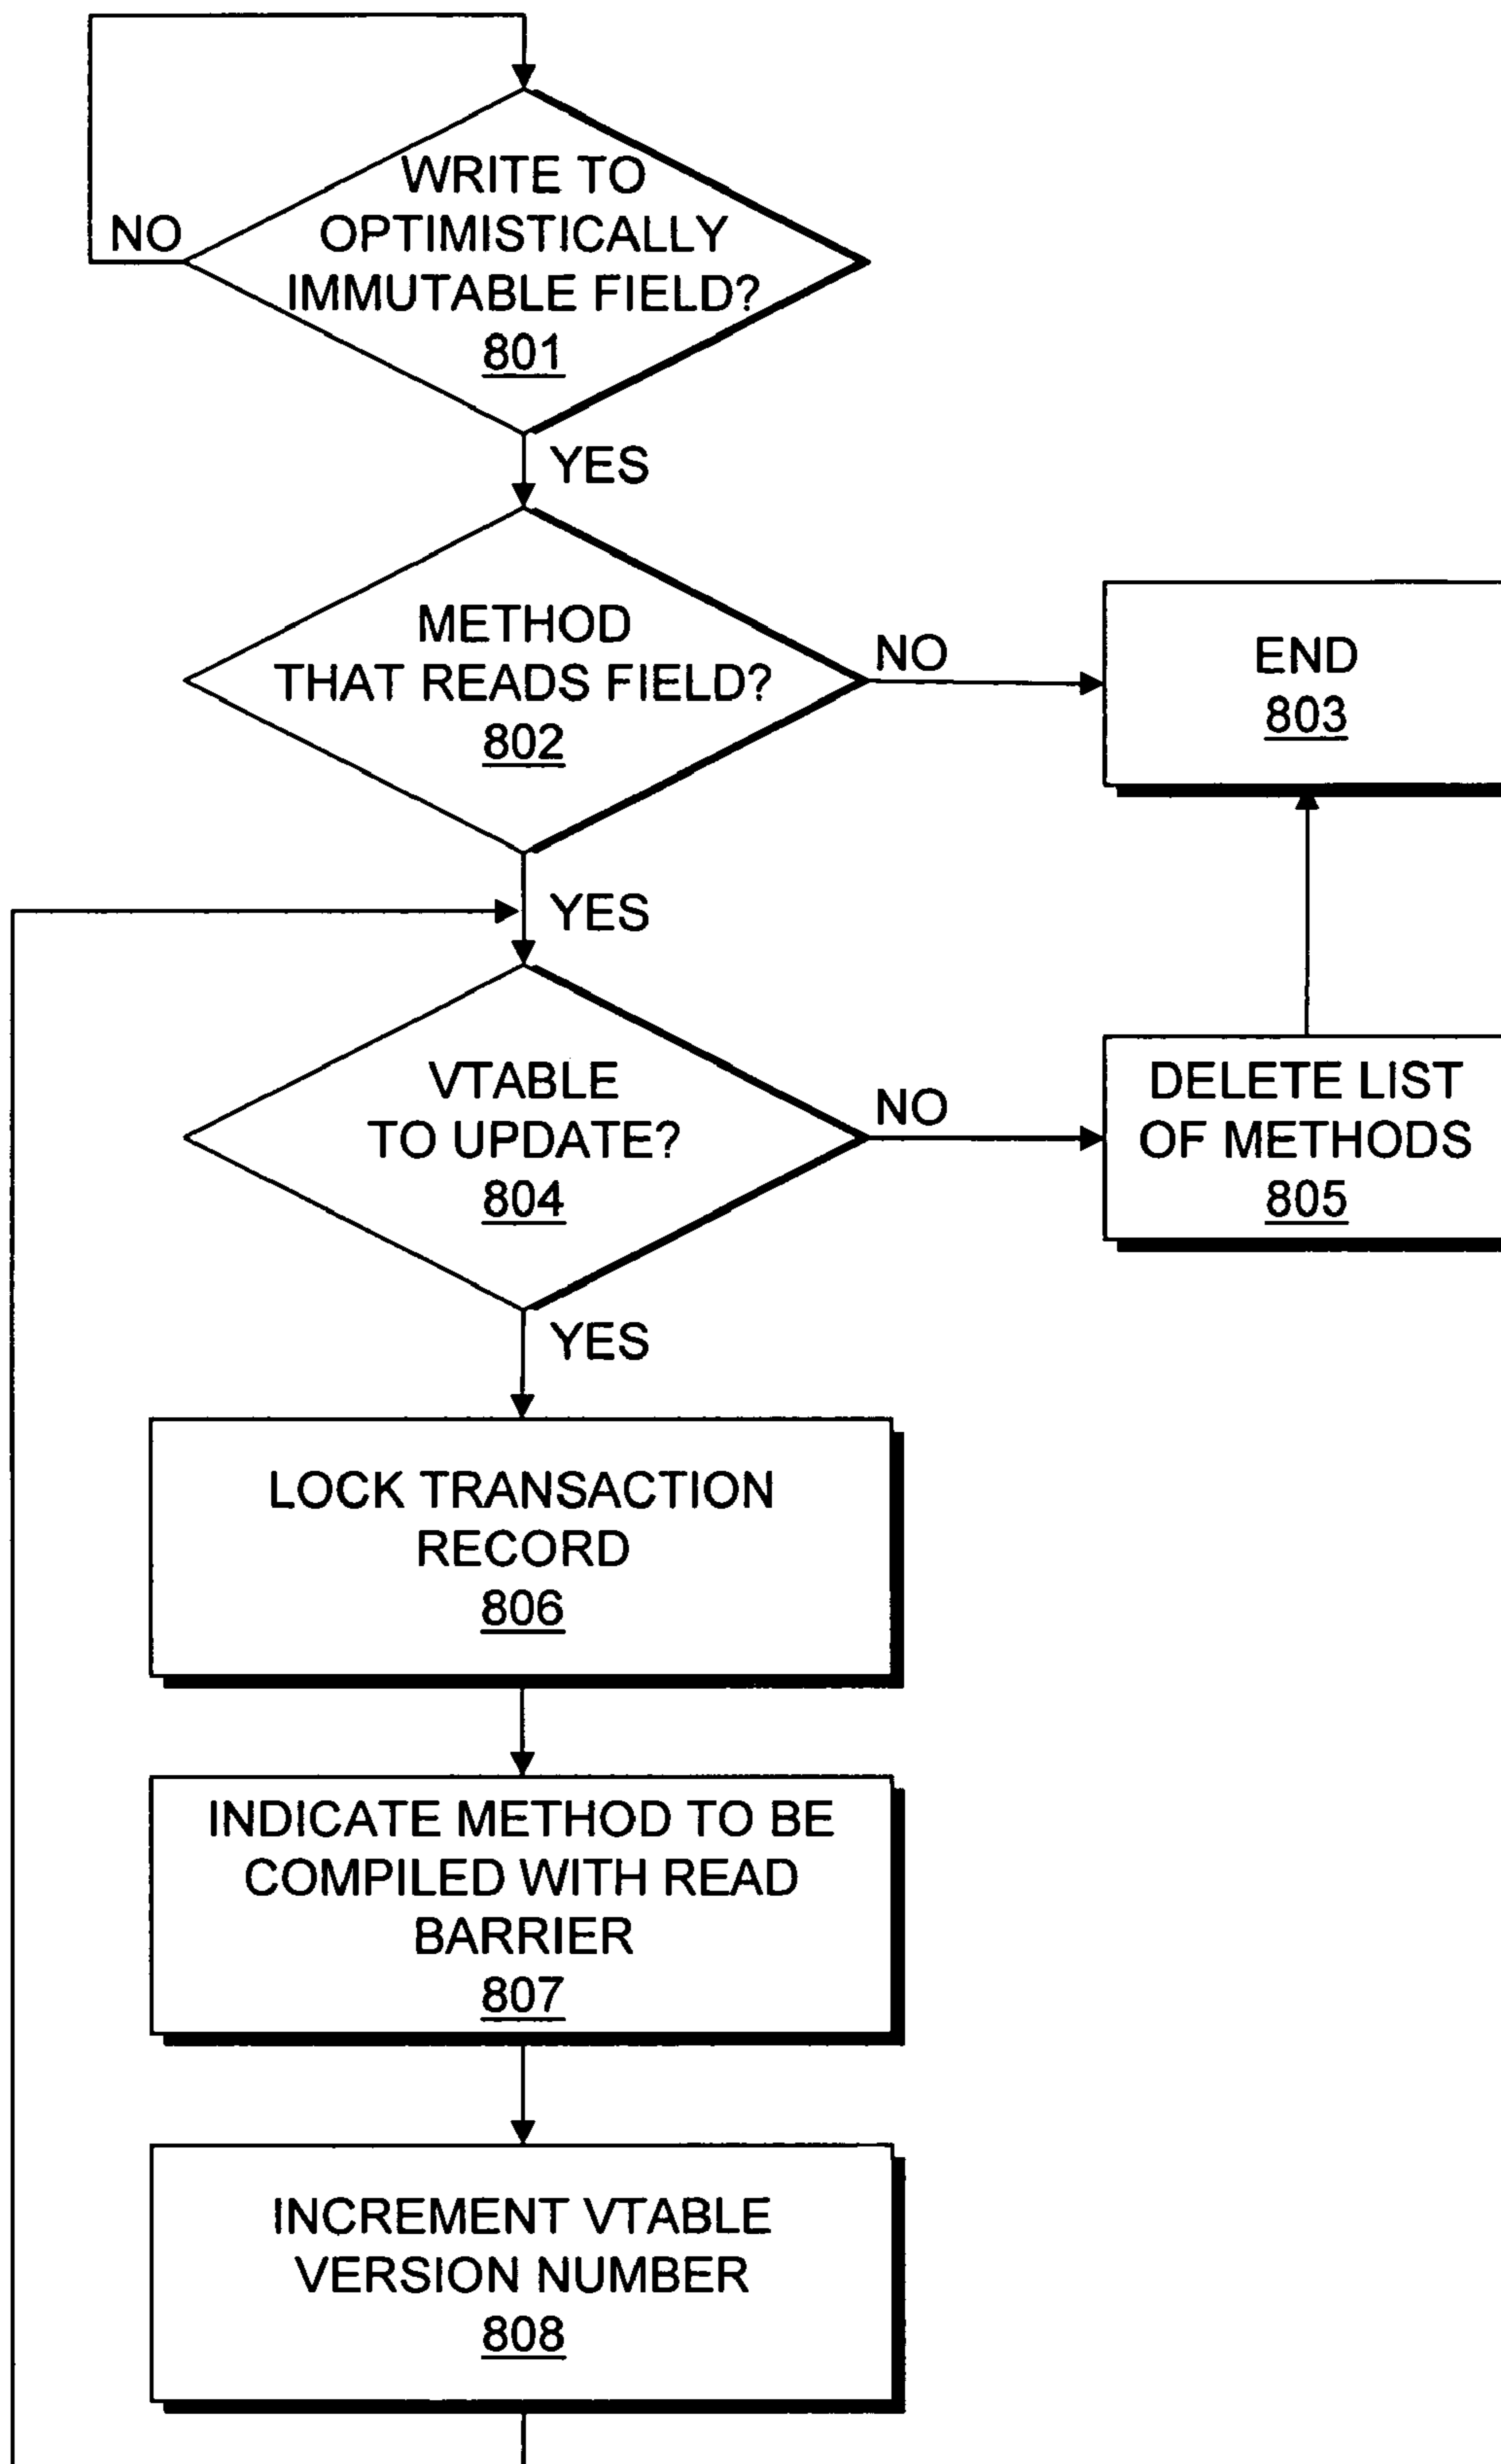 WRITE TO
OPTIMISTICALLY
IMMUTABLE FIELD?
801
NO
YES
METHOD
THAT READS FIELD?
802
NO
END
803
YES
VTABLE
TO UPDATE?
804
NO
DELETE LIST
OF METHODS
805
YES
LOCK TRANSACTION
RECORD
806
INDICATE METHOD TO BE
COMPILED WITH READ
BARRIER
807
INCREMENT VTABLE
VERSION NUMBER
808